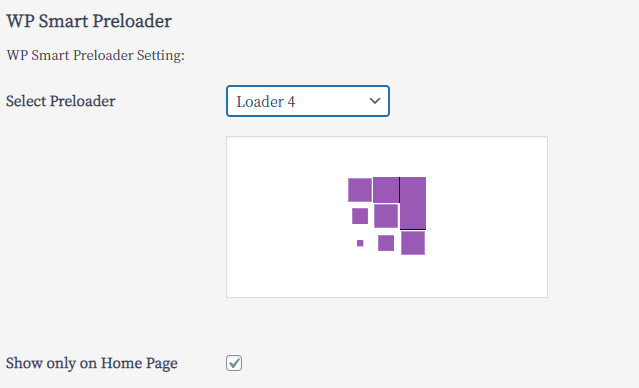 WP Smart Preloader
WP Smart Preloader Setting:
Select Preloader
Loader 4
Show only on Home Page